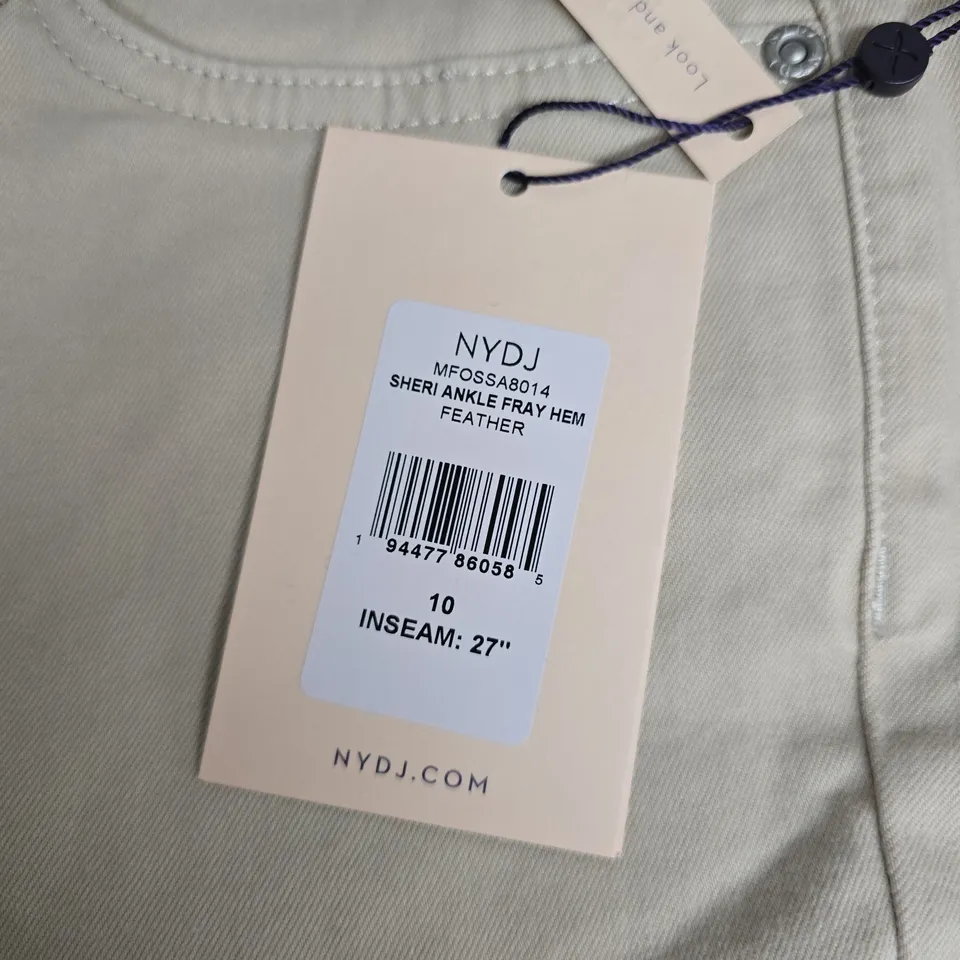 Look and
NYDJ
MFOSSA8014
SHERI ANKLE FRAY HEM
FEATHER
1 94477 86058 5
10
INSEAM: 27"
NYDJ.COM